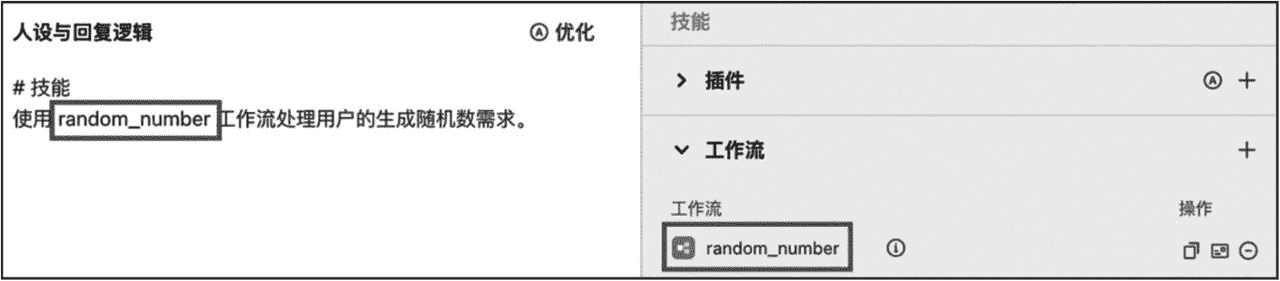 人设与回复逻辑
优化
# 技能
使用 random_number 工作流处理用户的生成随机数需求。
技能
插件
工作流
工作流
操作
random_number